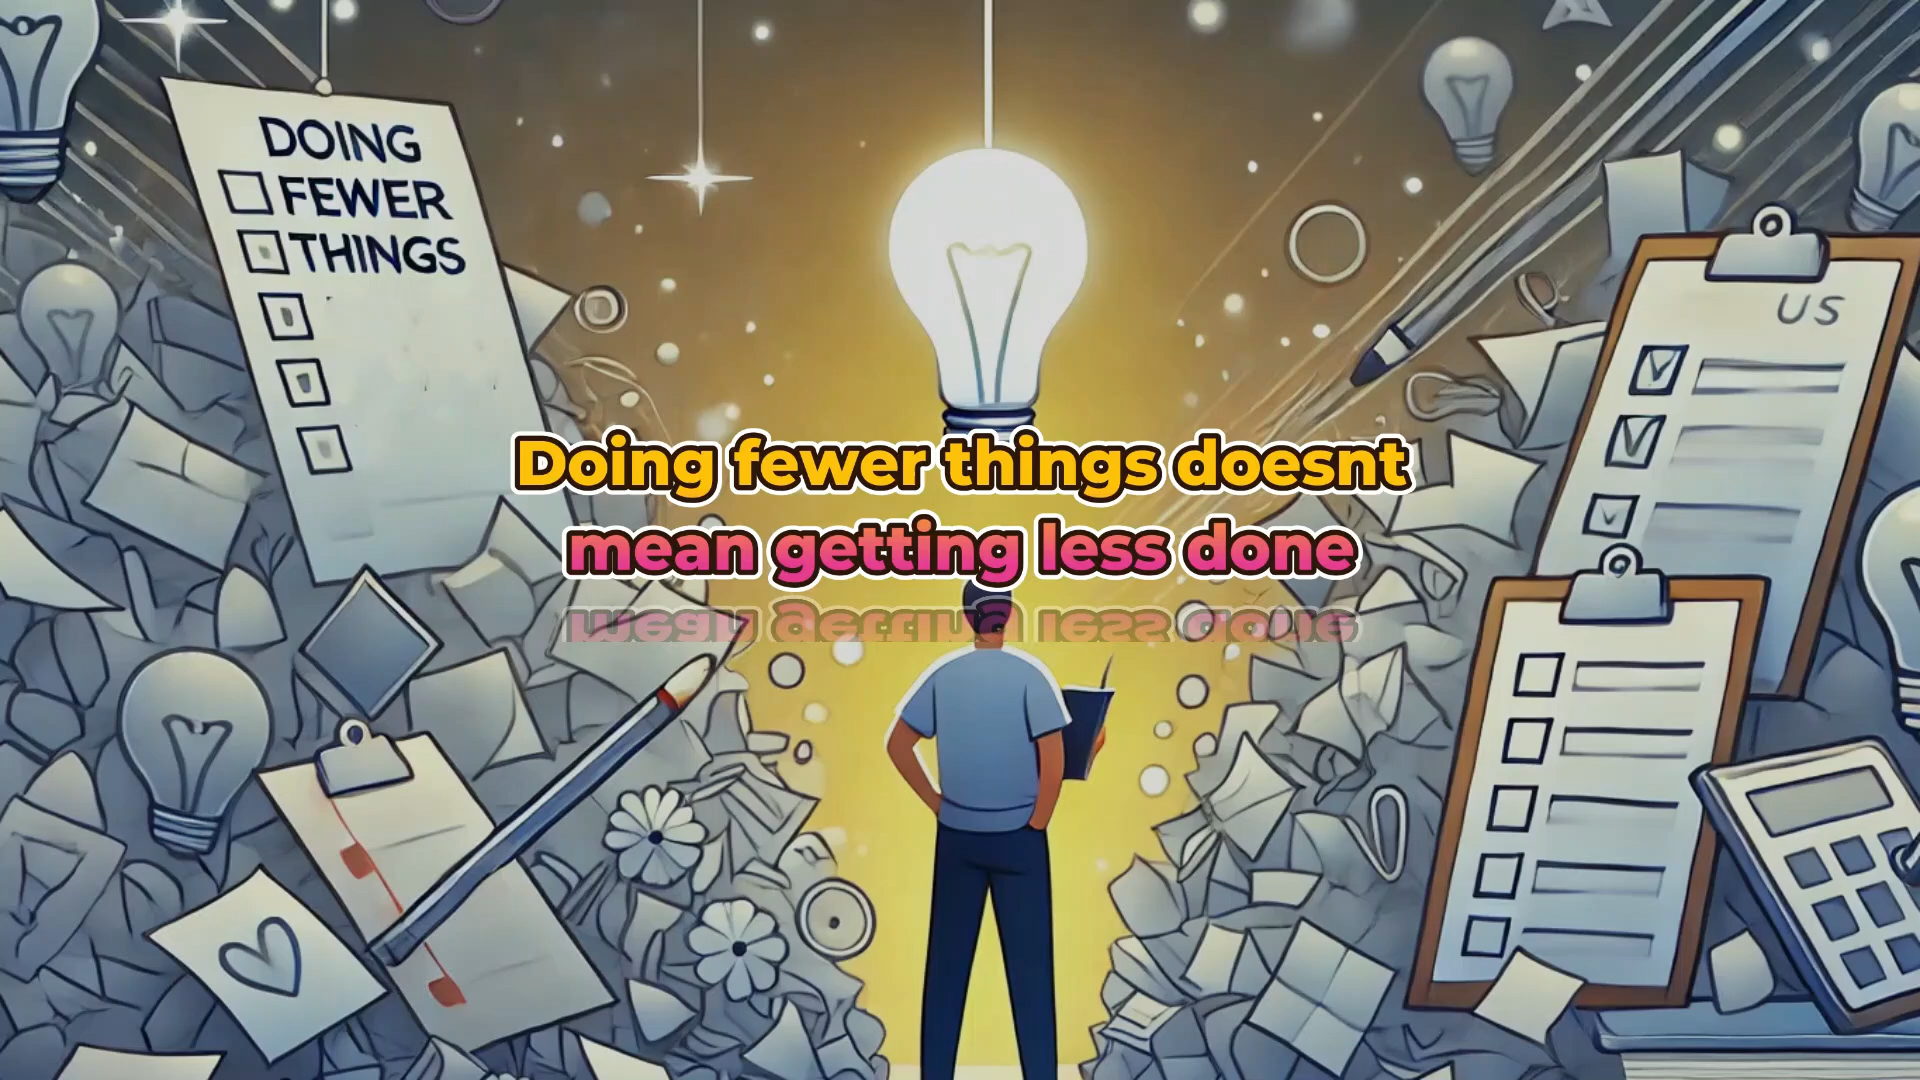 DOING
FEWER
THINGS
US
Doing fewer things doesnt
mean getting less done